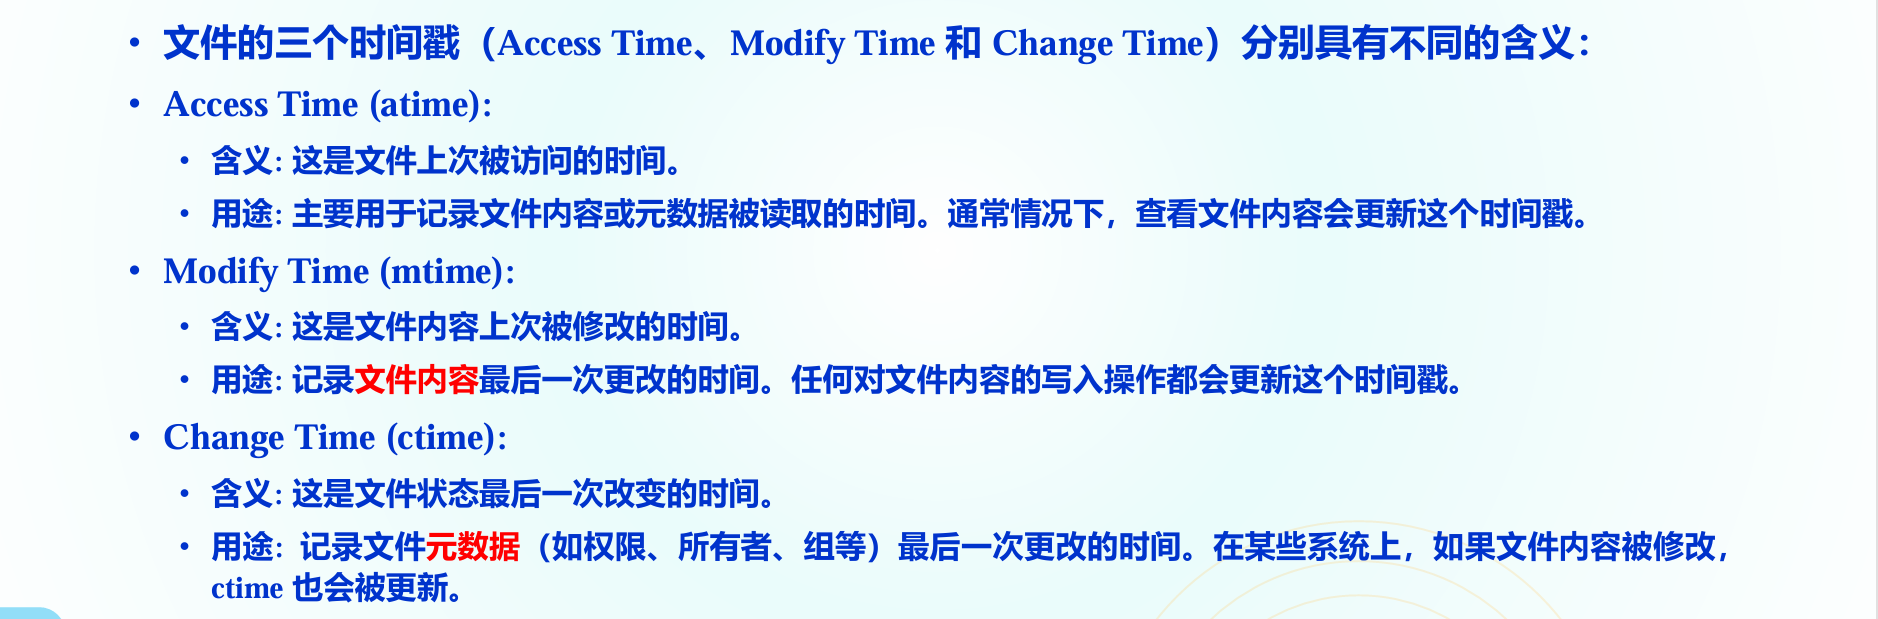 • 文件的三个时间戳（Access Time、Modify Time 和 Change Time）分别具有不同的含义：
• Access Time (atime):
• 含义: 这是文件上次被访问的时间。
• 用途: 主要用于记录文件内容或元数据被读取的时间。通常情况下，查看文件内容会更新这个时间戳。
• Modify Time (mtime):
• 含义: 这是文件内容上次被修改的时间。
• 用途: 记录文件内容最后一次更改的时间。任何对文件内容的写入操作都会更新这个时间戳。
• Change Time (ctime):
• 含义: 这是文件状态最后一次改变的时间。
• 用途: 记录文件元数据（如权限、所有者、组等）最后一次更改的时间。在某些系统上，如果文件内容被修改，
ctime 也会被更新。